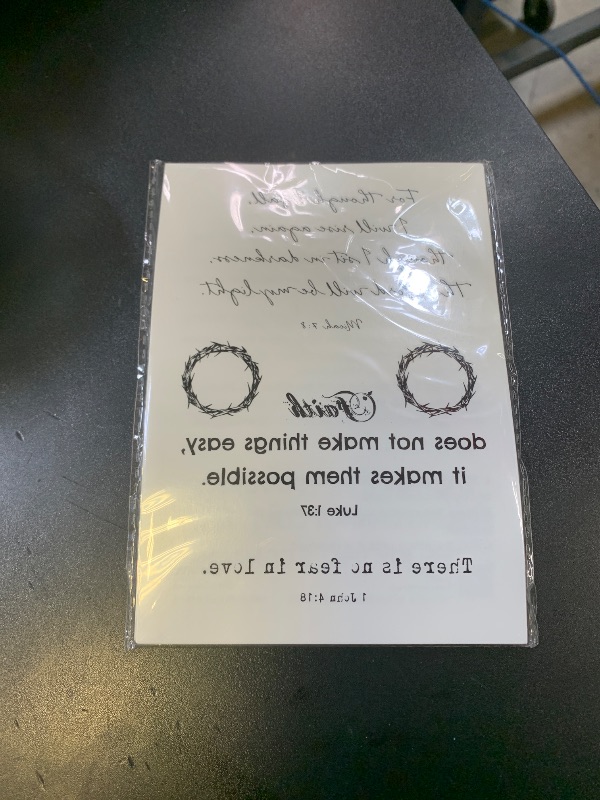 For though I fall,
I will rise again.
Though I sit in darkness,
The Lord will be my light.
Micah 7:8
Faith
does not make things easy,
it makes them possible.
Luke 1:37
There is no fear in love.
1 John 4:18